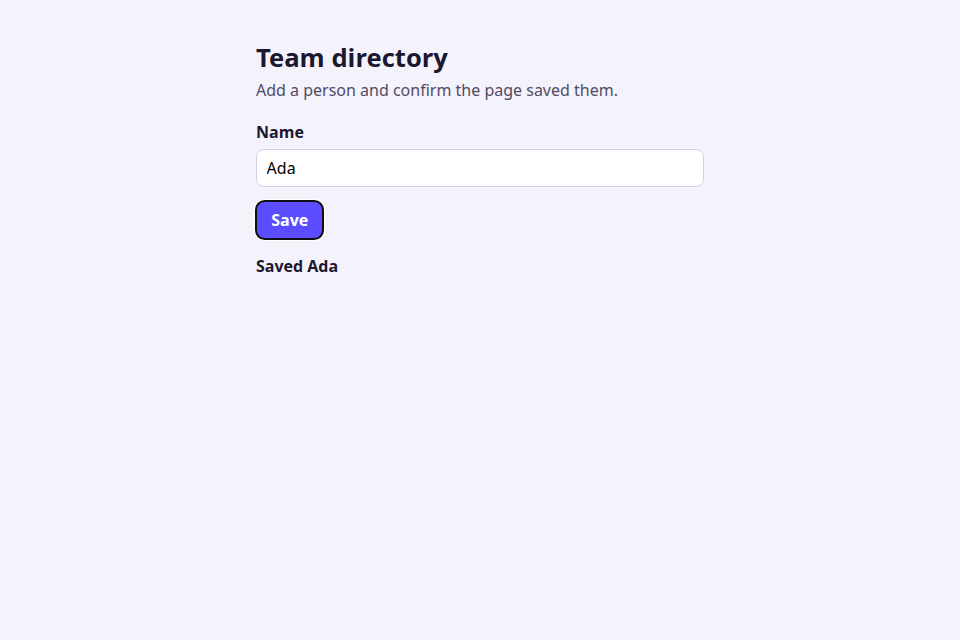 Team directory
Add a person and confirm the page saved them.
Name
Ada
Save
Saved Ada